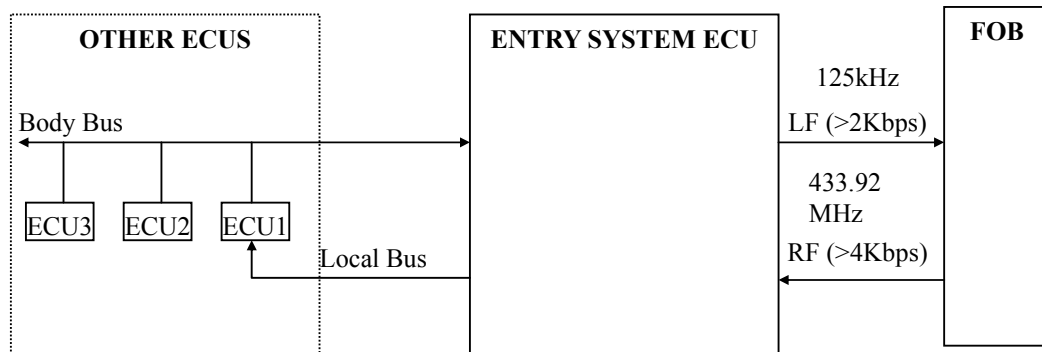 OTHER ECUS
ENTRY SYSTEM ECU
FOB
125kHz
Body Bus
LF (>2Kbps)
433.92
MHz
ECU3
ECU2
ECU1
Local Bus
RF (>4Kbps)